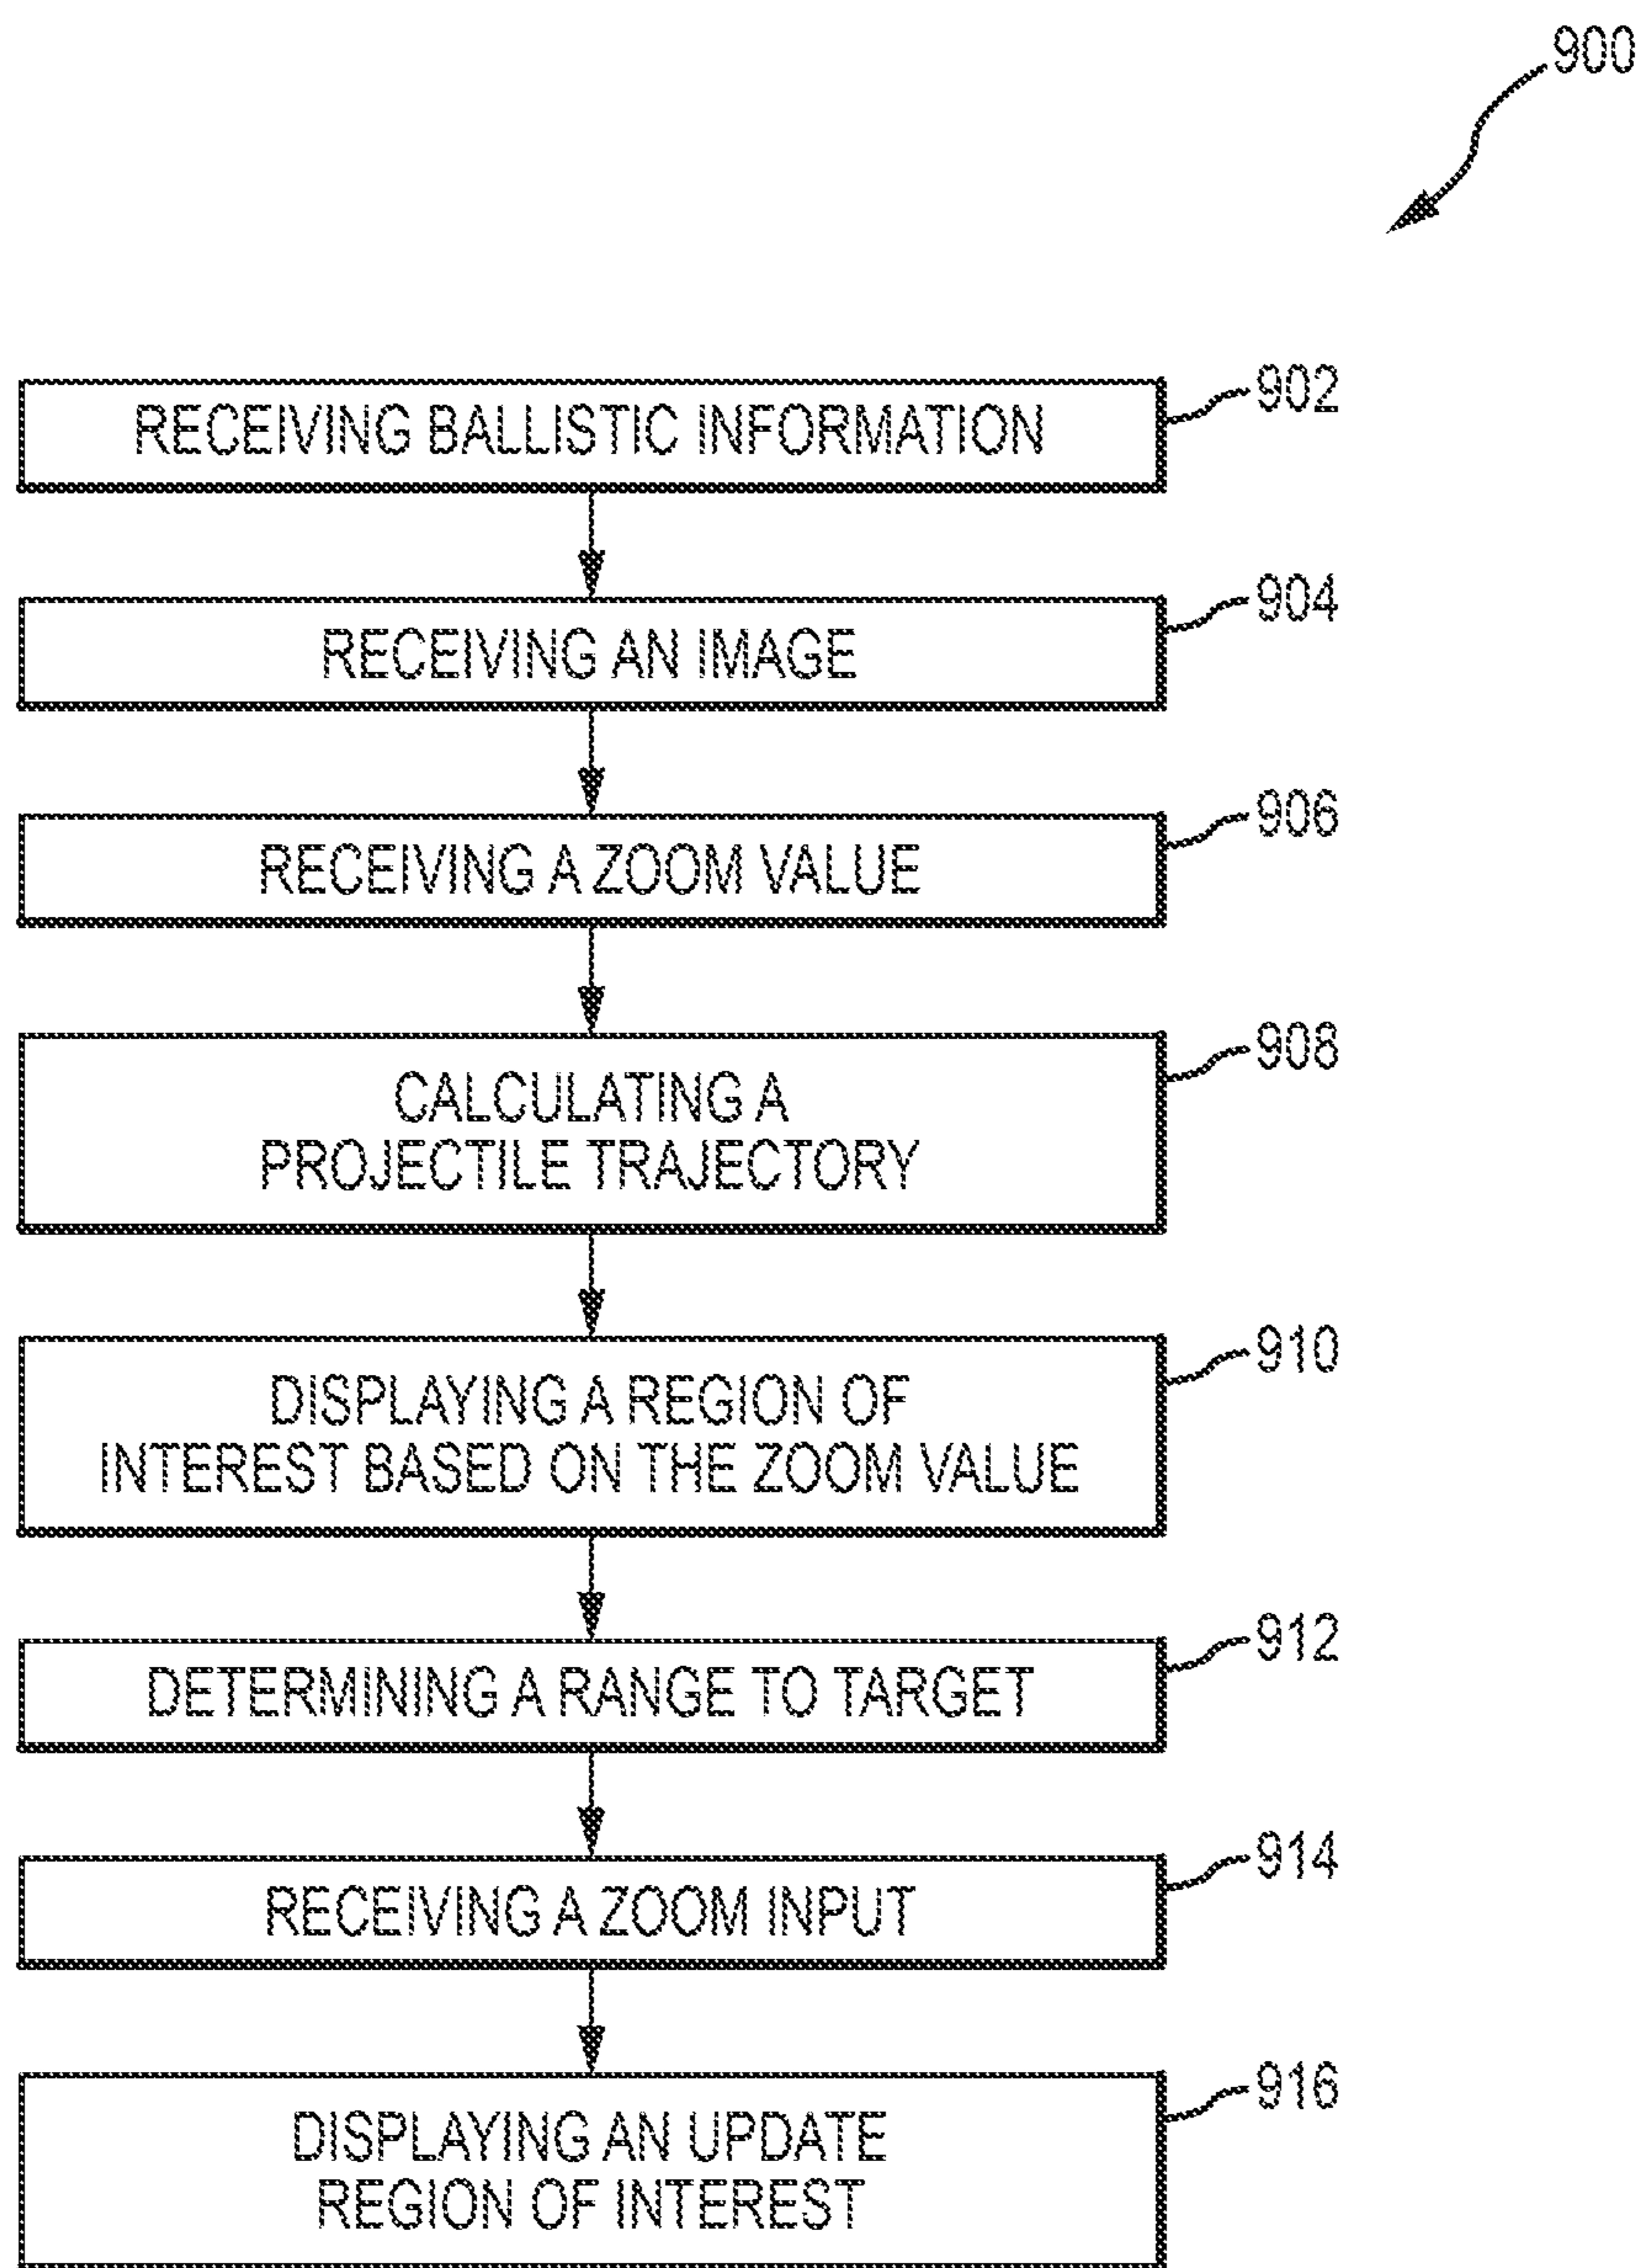 900
RECEIVING BALLISTIC INFORMATION
902
RECEIVING AN IMAGE
904
RECEIVING A ZOOM VALUE
906
CALCULATING A
PROJECTILE TRAJECTORY
908
DISPLAYING A REGION OF
INTEREST BASED ON THE ZOOM VALUE
910
DETERMINING A RANGE TO TARGET
912
RECEIVING A ZOOM INPUT
914
DISPLAYING AN UPDATE
REGION OF INTEREST
916